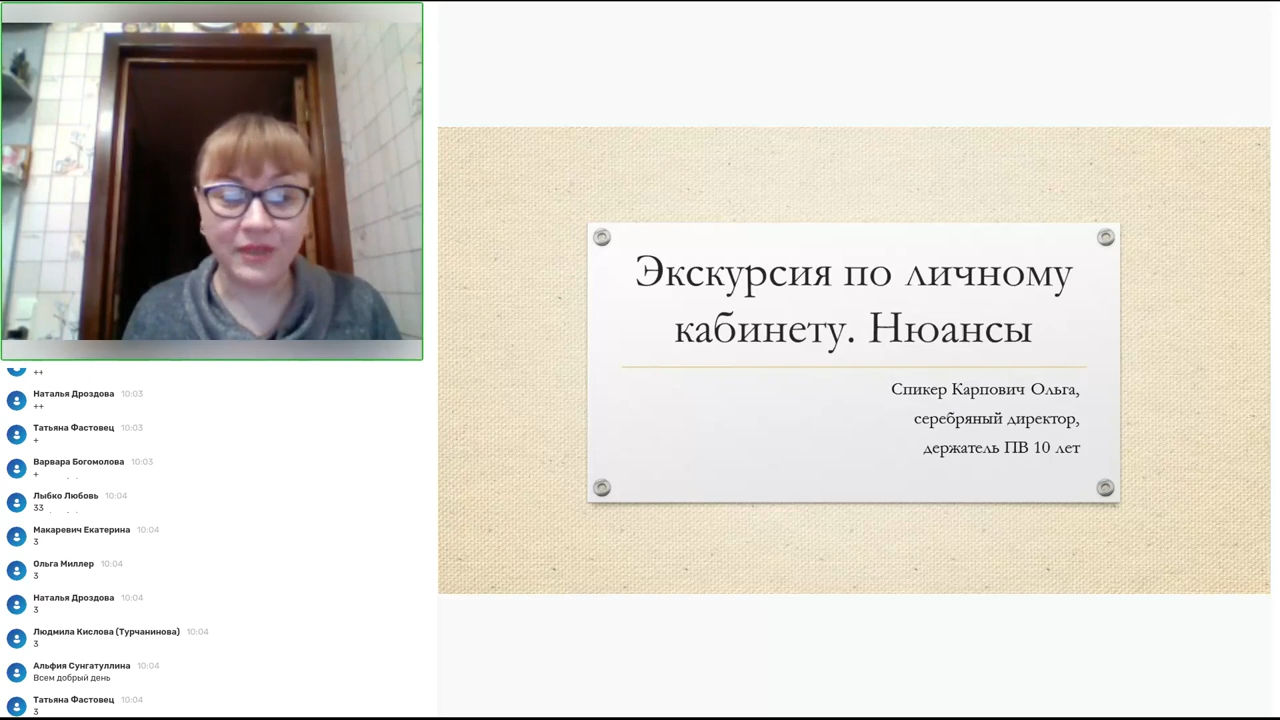 ++
Наталья Дроздова 10:03
++
Татьяна Фастовец 10:03
+
Варвара Богомолова 10:03
+
Лыбко Любовь 10:04
33
Макаревич Екатерина 10:04
3
Ольга Миллер 10:04
3
Наталья Дроздова 10:04
3
Людмила Кислова (Турчанинова) 10:04
3
Альфия Сунгатуллина 10:04
Всем добрый день
Татьяна Фастовец 10:04
3
Экскурсия по личному
кабинету. Нюансы
Спикер Карпович Ольга,
серебряный директор,
держатель ПВ 10 лет